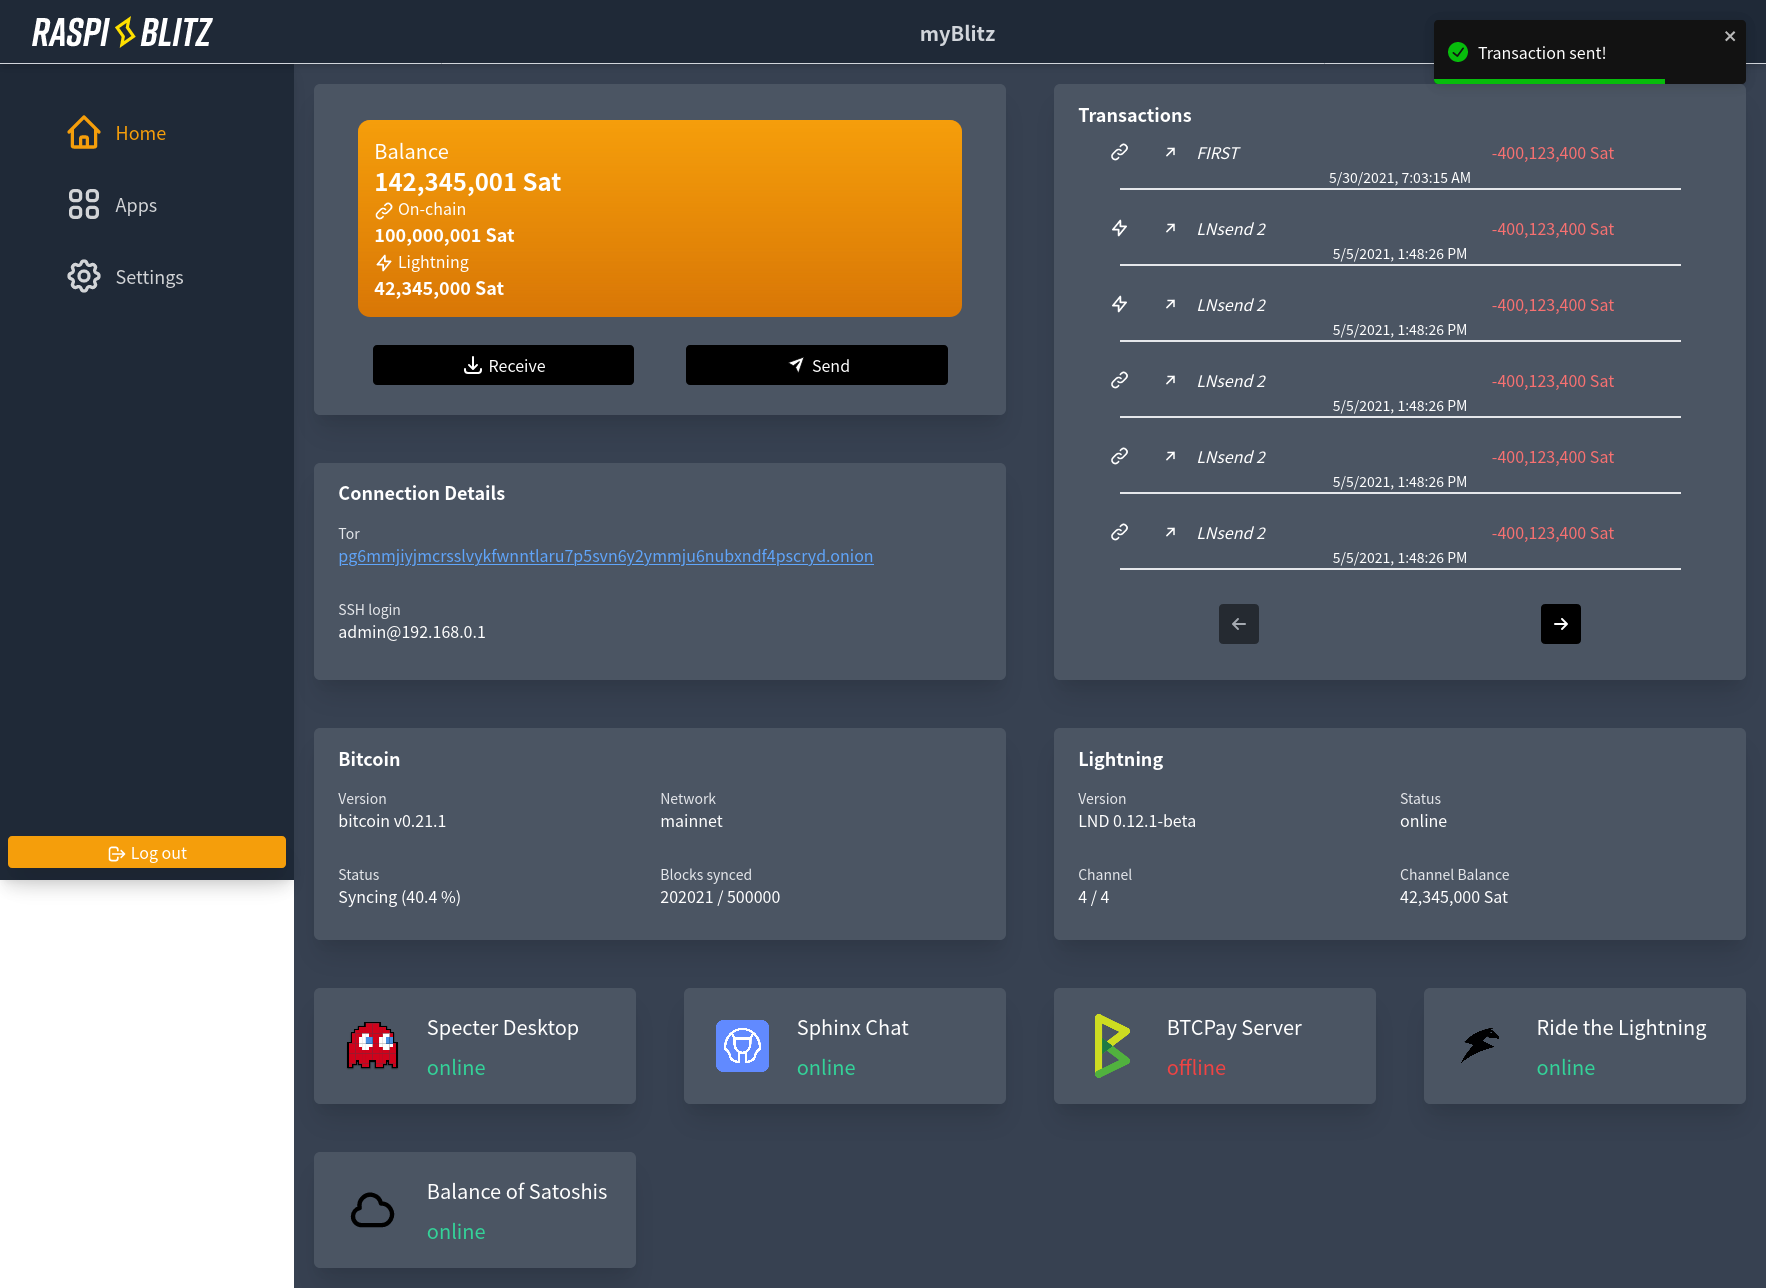 RASPI BLITZ
myBlitz
Transaction sent!
Home
Apps
Settings
Log out
Balance
142,345,001 Sat
On-chain
100,000,001 Sat
Lightning
42,345,000 Sat
Receive
Send
Transactions
FIRST -400,123,400 Sat
5/30/2021, 7:03:15 AM
LNsend 2 -400,123,400 Sat
5/5/2021, 1:48:26 PM
LNsend 2 -400,123,400 Sat
5/5/2021, 1:48:26 PM
LNsend 2 -400,123,400 Sat
5/5/2021, 1:48:26 PM
LNsend 2 -400,123,400 Sat
5/5/2021, 1:48:26 PM
LNsend 2 -400,123,400 Sat
5/5/2021, 1:48:26 PM
Connection Details
Tor
pg6mmjiyjmcrsslvykfwnntlaru7p5svn6y2ymmju6nubxndf4pscryd.onion
SSH login
admin@192.168.0.1
Bitcoin
Version Network
bitcoin v0.21.1 mainnet
Status Blocks synced
Syncing (40.4 %) 202021 / 500000
Lightning
Version Status
LND 0.12.1-beta online
Channel Channel Balance
4 / 4 42,345,000 Sat
Specter Desktop
online
Sphinx Chat
online
BTCPay Server
offline
Ride the Lightning
online
Balance of Satoshis
online